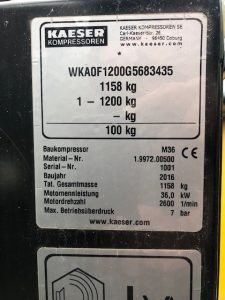 KAESER
KOMPRESSOREN
KAESER KOMPRESSOREN SE
Carl-Kaeser-Str. 26
GERMANY - 96450 Coburg
www.kaeser.com
*
WKA0F1200G5683435
1158 kg
1 – 1200 kg
– kg
100 kg
Baukompressor M36
Material-Nr. 1.9972.00500
Serial-Nr. 1001
Baujahr 2016
Tat. Gesamtmasse 1158 kg
Motornennleistung 36,0 kW
Motordrehzahl 2600 1/min
Max. Betriebsüberdruck 7 bar
www.kaeser.com